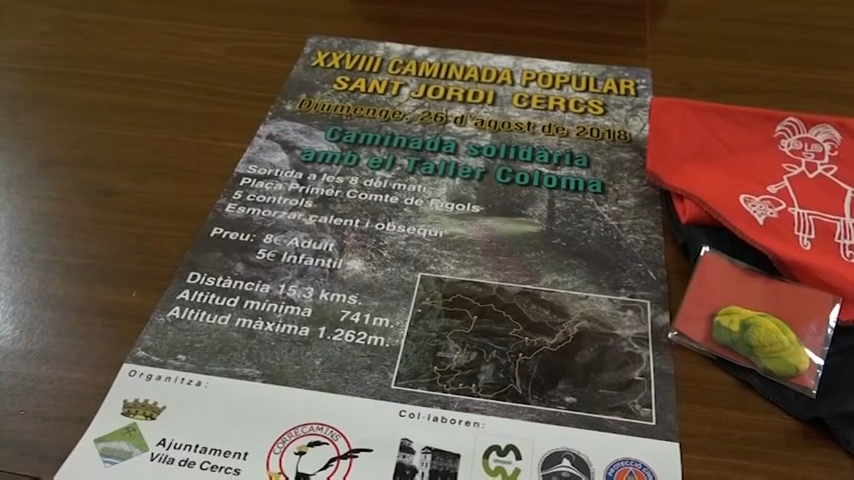 XXVIII CAMINADA POPULAR
SANT JORDI CERCS
Diumenge, 26 d'agost de 2018
Caminada solidària
amb el Taller Coloma
Sortida a les 8 del matí
Plaça Primer Comte de Fígols
5 controls
Esmorzar calent i obsequi
Preu: 8€ Adult
5€ Infantil
Distància 15,3 kms.
Altitud mínima 741m.
Altitud màxima 1.262m.
Organitza:
Col·laboren:
Ajuntament
Vila de Cercs
CORRECAMINS
PROTECCIÓ CIVIL